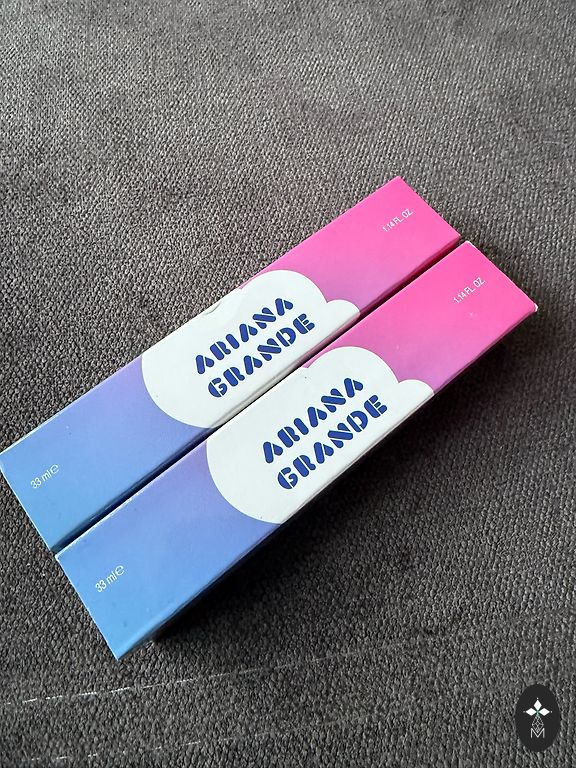 1.14 FL. OZ.
ARIANA
GRANDE
33 ml ℮
1.14 FL. OZ.
ARIANA
GRANDE
33 ml ℮
M